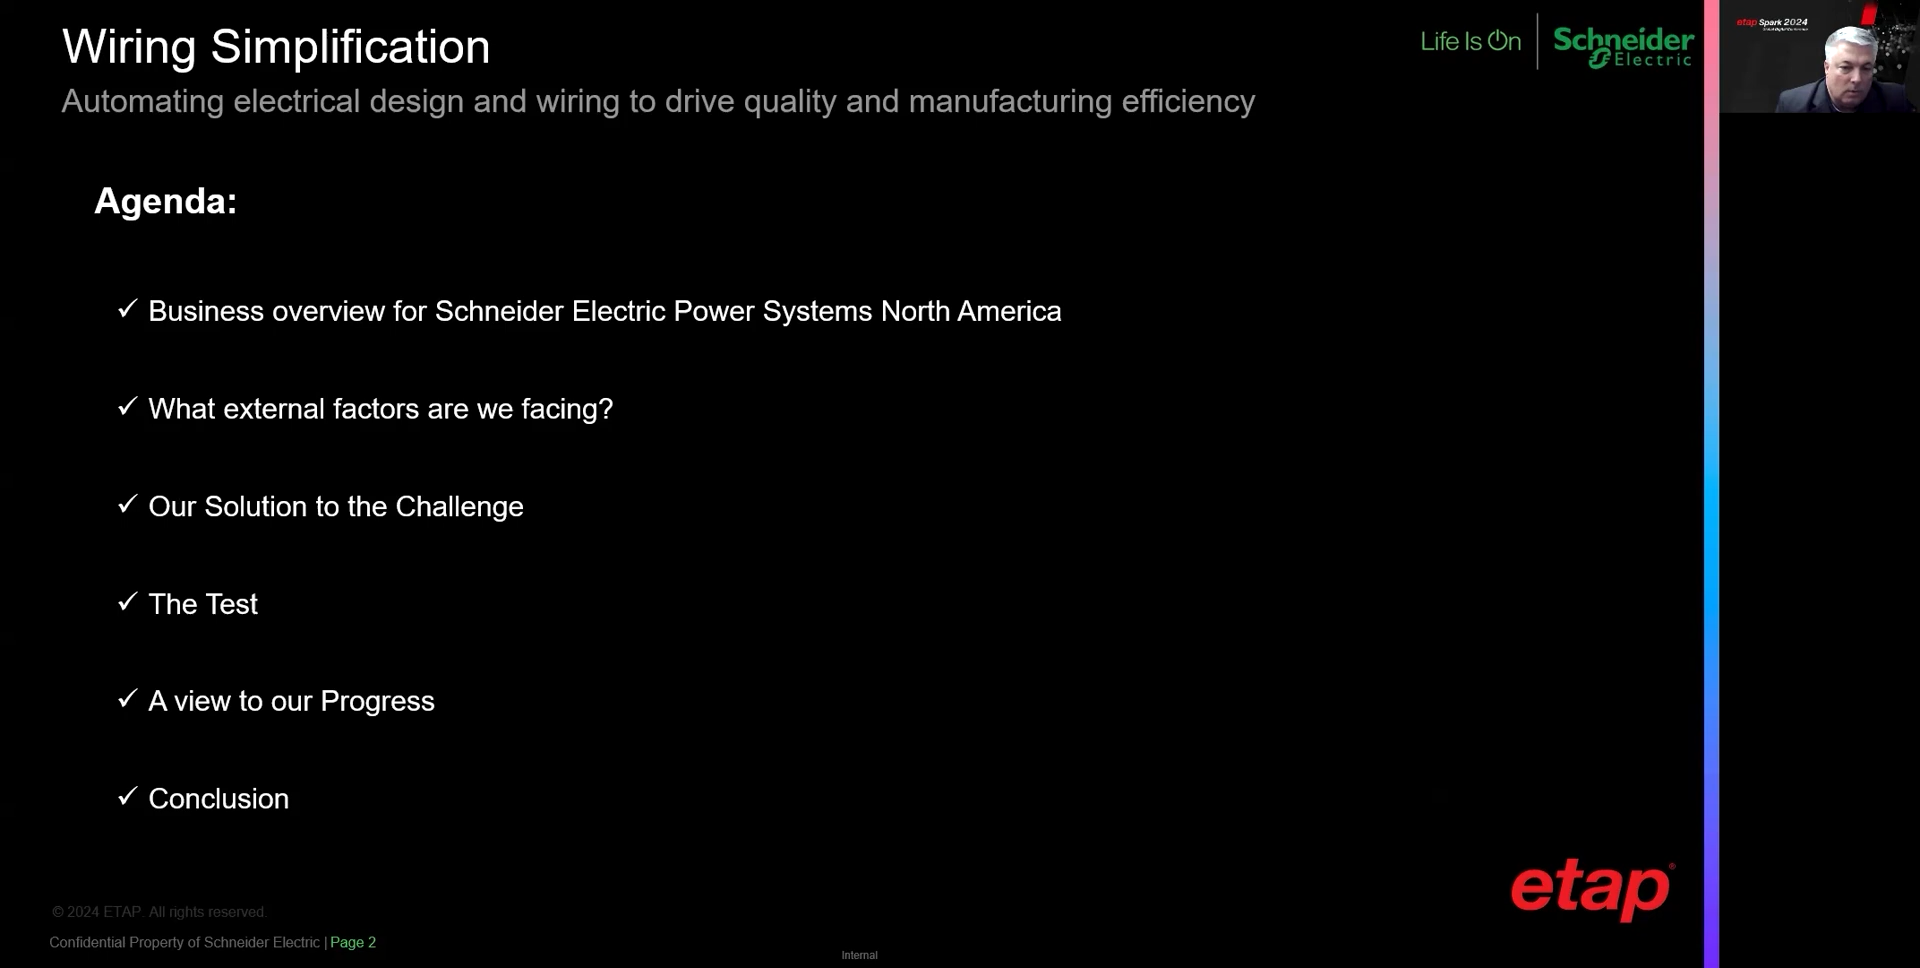 Wiring Simplification
Automating electrical design and wiring to drive quality and manufacturing efficiency
Life Is On
Schneider
Electric
etap Spark 2024
Agenda:
✓ Business overview for Schneider Electric Power Systems North America
✓ What external factors are we facing?
✓ Our Solution to the Challenge
✓ The Test
✓ A view to our Progress
✓ Conclusion
etap®
© 2024 ETAP. All rights reserved.
Confidential Property of Schneider Electric | Page 2
Internal